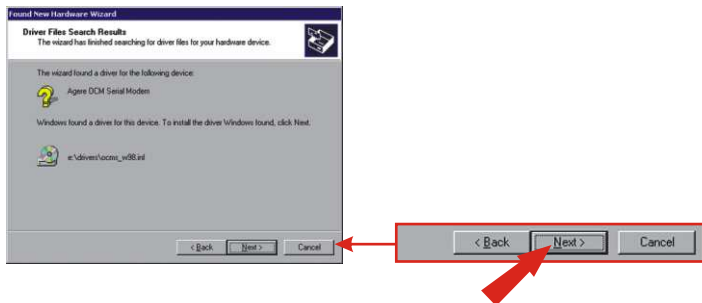 Found New Hardware Wizard
Driver Files Search Results
The wizard has finished searching for driver files for your hardware device.
The wizard found a driver for the following device:
Agere OCM Serial Modem
Windows found a driver for this device. To install the driver Windows found, click Next.
e:\drivers\ocms_w98.inf
< Back Next > Cancel
< Back Next > Cancel